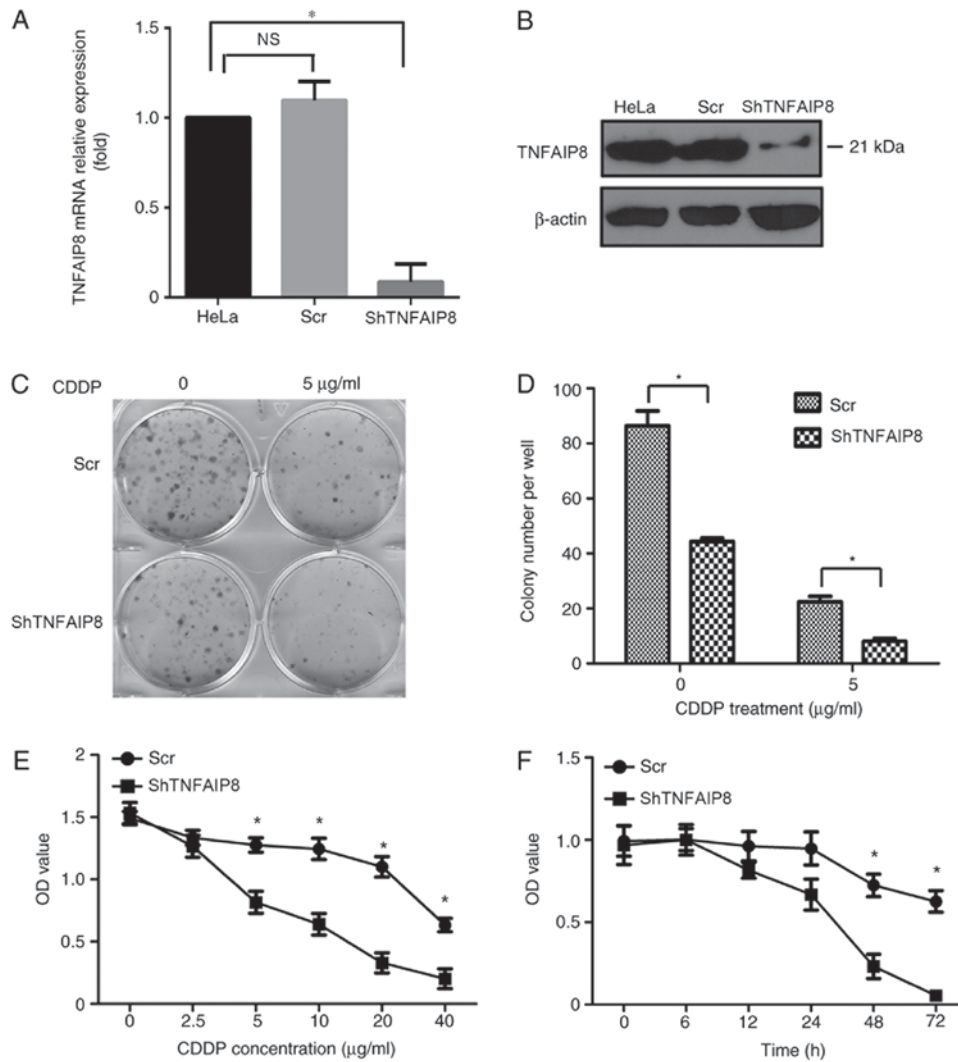 A
TNFAIP8 mRNA relative expression
(fold)
1.5
1.0
0.5
0
*
NS
HeLa
Scr
ShTNFAIP8
B
HeLa Scr ShTNFAIP8
TNFAIP8
21 kDa
β-actin
C
CDDP 0 5 μg/ml
Scr
ShTNFAIP8
D
Colony number per well
100
80
60
40
20
0
*
*
Scr
ShTNFAIP8
0 5
CDDP treatment (μg/ml)
E
OD value
2
1.5
1.0
0.5
0
Scr
ShTNFAIP8
* * * *
0 2.5 5 10 20 40
CDDP concentration (μg/ml)
F
OD value
1.5
1.0
0.5
0
Scr
ShTNFAIP8
* *
0 6 12 24 48 72
Time (h)